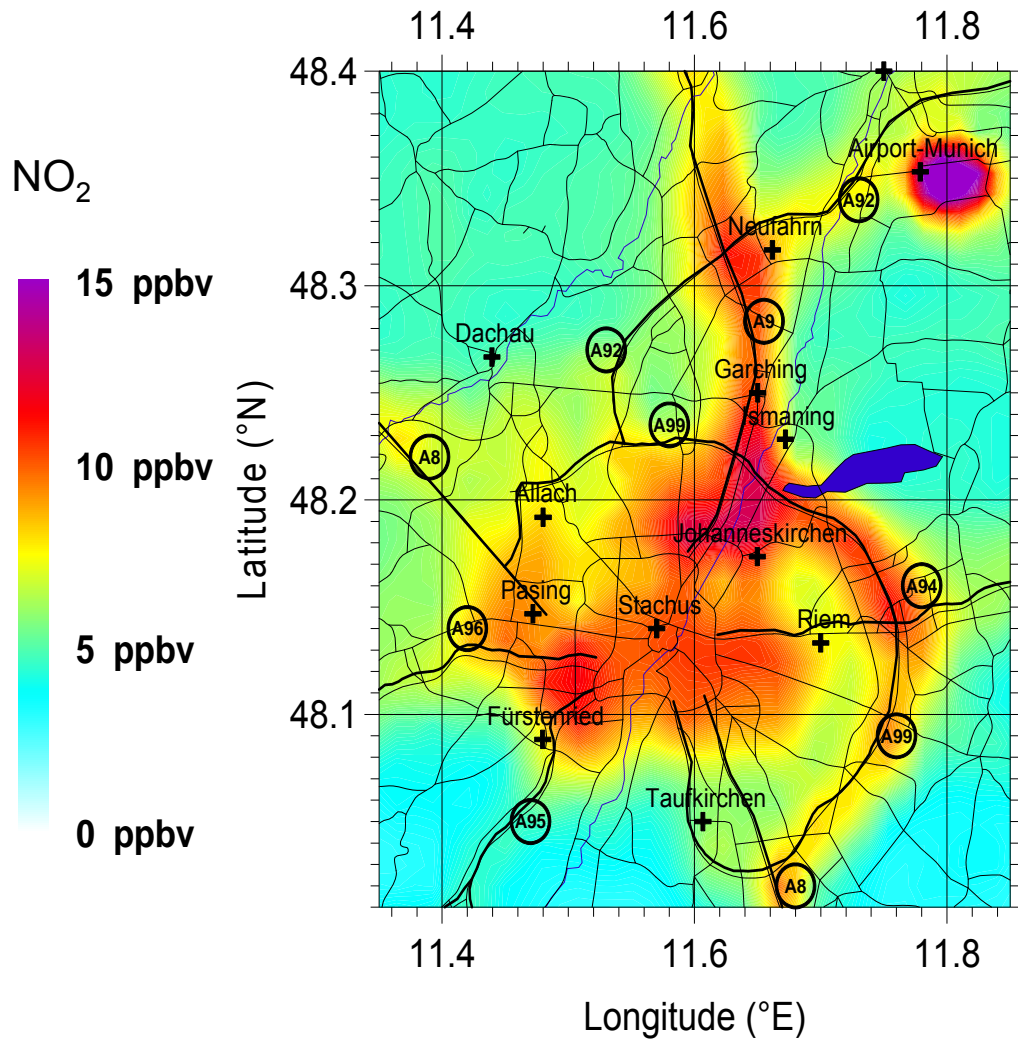 11.4 11.6 11.8
48.4
Airport-Munich
NO2
A92
Neufahrn
15 ppbv
48.3
A9
Dachau
A92
Garching
A99
Ismaning
A8
10 ppbv
48.2
Allach
Johanneskirchen
Latitude (°N)
A94
Pasing
Stachus
Riem
A96
5 ppbv
48.1
Fürstenried
A99
Taufkirchen
A95
0 ppbv
A8
11.4 11.6 11.8
Longitude (°E)